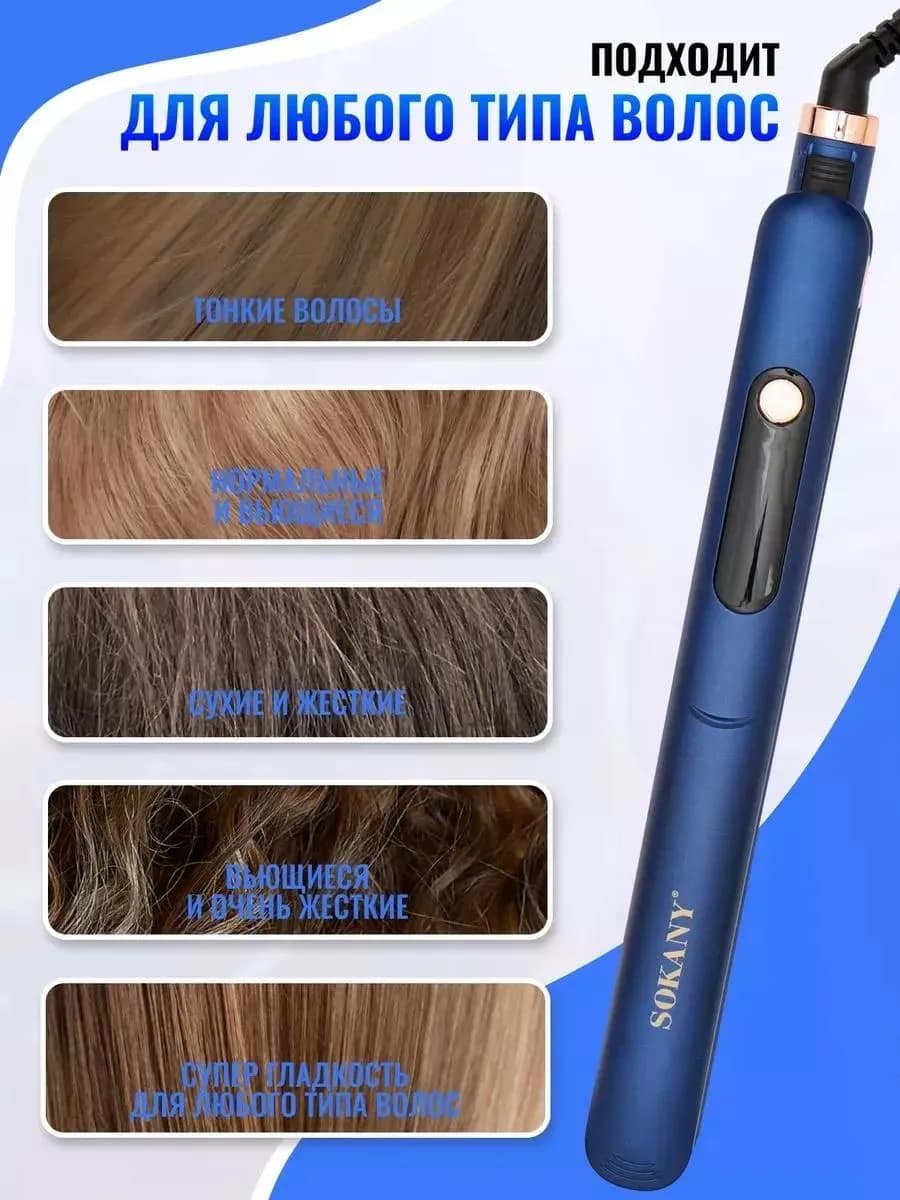 ПОДХОДИТ
ДЛЯ ЛЮБОГО ТИПА ВОЛОС
ТОНКИЕ ВОЛОСЫ
НОРМАЛЬНЫЕ
И ВЬЮЩИЕСЯ
СУХИЕ И ЖЕСТКИЕ
ВЬЮЩИЕСЯ
И ОЧЕНЬ ЖЕСТКИЕ
СУПЕР ГЛАДКОСТЬ
ДЛЯ ЛЮБОГО ТИПА ВОЛОС
SOKANY®